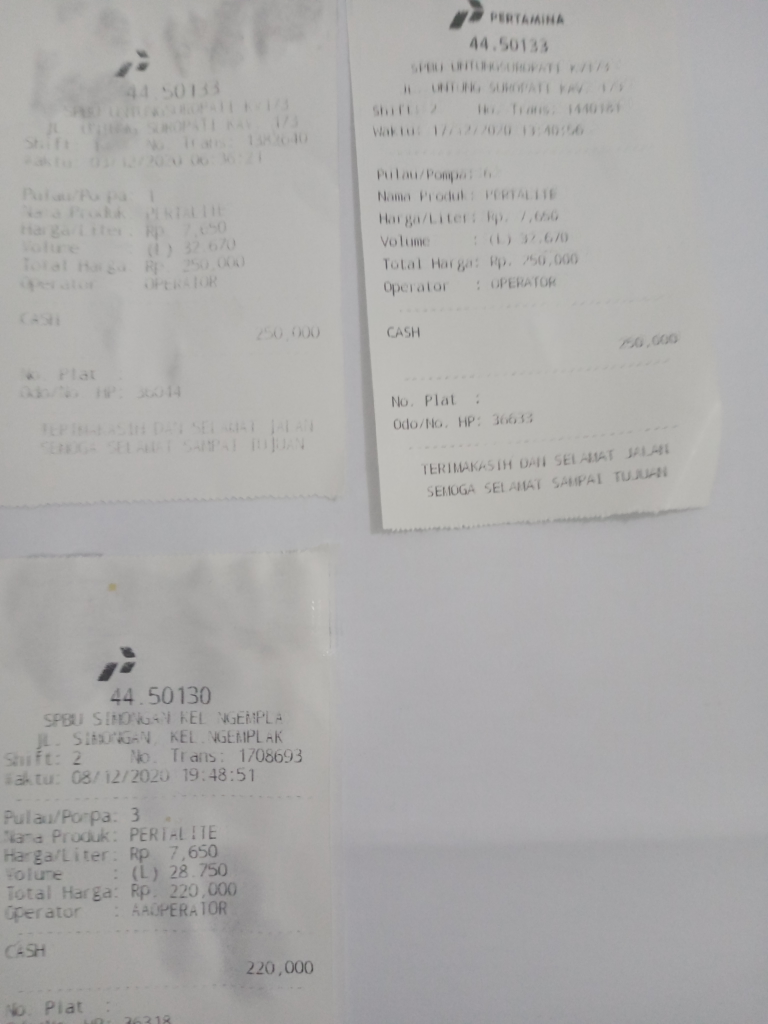 44.50133
SPBU UNTUNGSUROPATI KV173
JL. UNTUNG SUROPATI KAV. 173
Shift: No. Trans: 1382640
Waktu: 03/12/2020 06:36:21
Pulau/Pompa: 1
Nama Produk: PERTALITE
Harga/Liter: Rp. 7,650
Volume : (L) 32.670
Total Harga: Rp. 250,000
Operator : OPERATOR
CASH
250,000
No. Plat :
Odo/No. HP: 36044
TERIMAKASIH DAN SELAMAT JALAN
SEMOGA SELAMAT SAMPAI TUJUAN
PERTAMINA
44.50133
SPBU UNTUNGSUROPATI KV173
JL. UNTUNG SUROPATI KAV. 173
Shift: 2 No. Trans: 1440181
Waktu: 17/12/2020 13:40:56
Pulau/Pompa: 6
Nama Produk: PERTALITE
Harga/Liter: Rp. 7,650
Volume : (L) 32.670
Total Harga: Rp. 250,000
Operator : OPERATOR
CASH
250,000
No. Plat :
Odo/No. HP: 36633
TERIMAKASIH DAN SELAMAT JALAN
SEMOGA SELAMAT SAMPAI TUJUAN
44.50130
SPBU SIMONGAN KEL NGEMPLA
JL. SIMONGAN, KEL.NGEMPLAK
Shift: 2 No. Trans: 1708693
Waktu: 08/12/2020 19:48:51
Pulau/Pompa: 3
Nama Produk: PERTALITE
Harga/Liter: Rp. 7,650
Volume : (L) 28.750
Total Harga: Rp. 220,000
Operator : AAOPERATOR
CASH
220,000
No. Plat :
Odo/No. HP: 36318